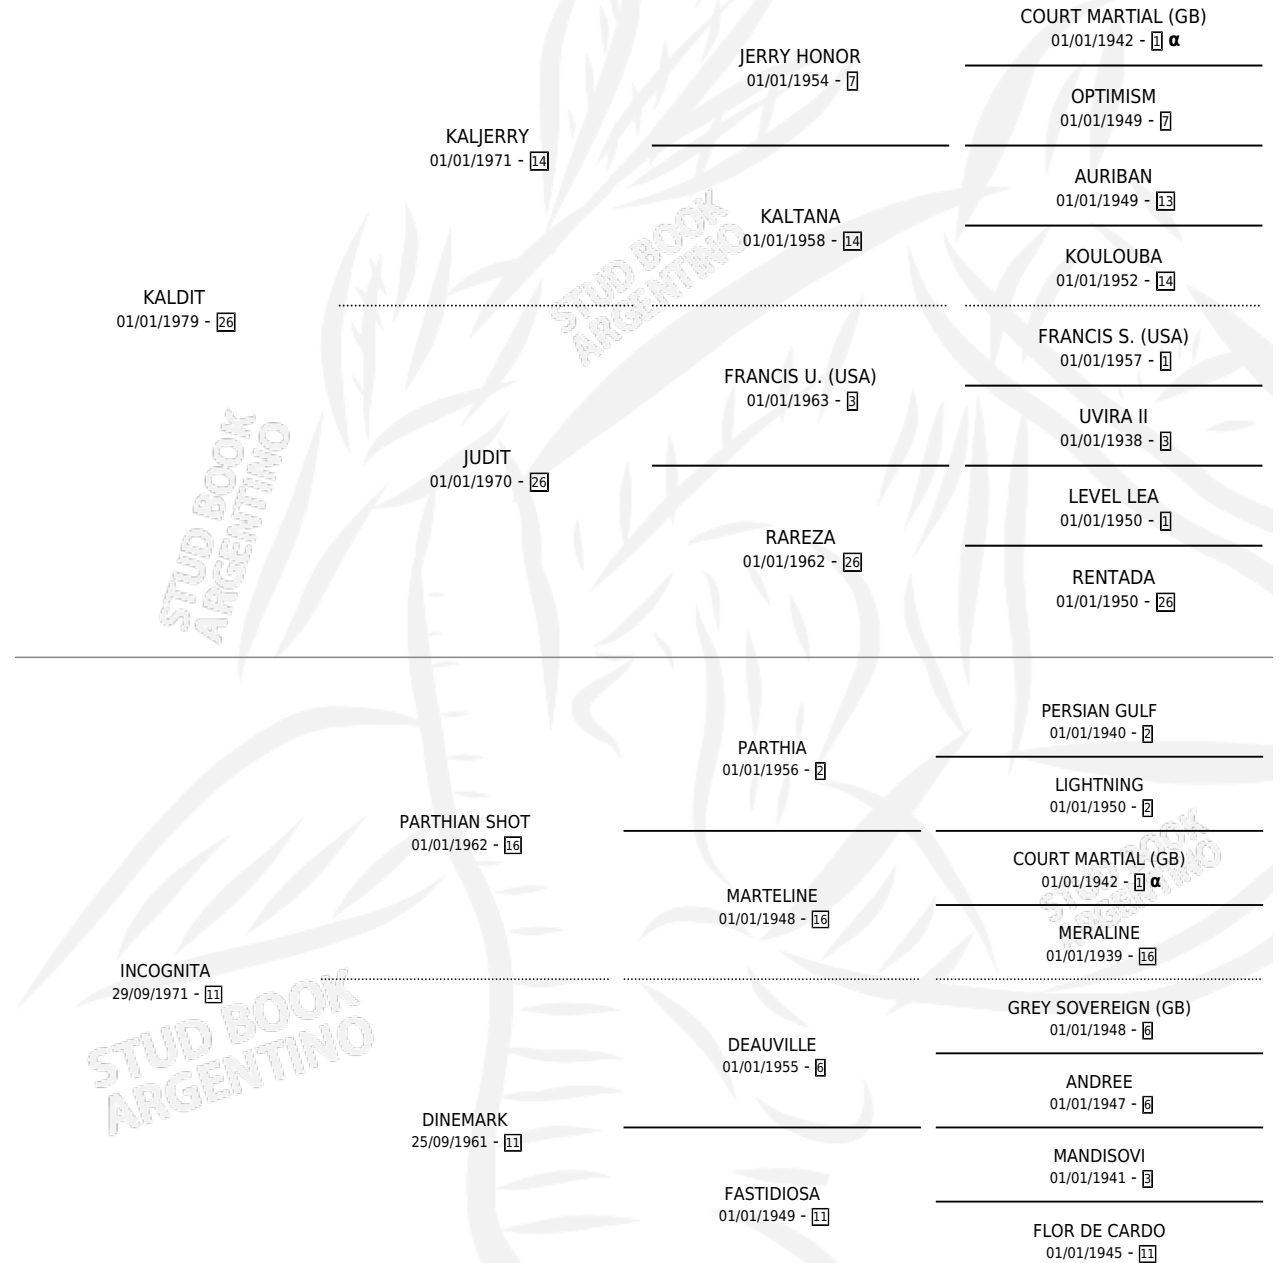 COURT MARTIAL (GB)
01/01/1942 - 1 α
JERRY HONOR
01/01/1954 - 7
OPTIMISM
01/01/1949 - 7
KALJERRY
01/01/1971 - 14
AURIBAN
01/01/1949 - 13
KALTANA
01/01/1958 - 14
KOULOUBA
01/01/1952 - 14
KALDIT
01/01/1979 - 26
FRANCIS S. (USA)
01/01/1957 - 1
FRANCIS U. (USA)
01/01/1963 - 3
UVIRA II
01/01/1938 - 3
JUDIT
01/01/1970 - 26
LEVEL LEA
01/01/1950 - 1
RAREZA
01/01/1962 - 26
RENTADA
01/01/1950 - 26
PERSIAN GULF
01/01/1940 - 2
PARTHIA
01/01/1956 - 2
LIGHTNING
01/01/1950 - 2
PARTHIAN SHOT
01/01/1962 - 16
COURT MARTIAL (GB)
01/01/1942 - 1 α
MARTELINE
01/01/1948 - 16
MERALINE
01/01/1939 - 16
INCOGNITA
29/09/1971 - 11
GREY SOVEREIGN (GB)
01/01/1948 - 6
DEAUVILLE
01/01/1955 - 6
ANDREE
01/01/1947 - 6
DINEMARK
25/09/1961 - 11
MANDISOVI
01/01/1941 - 3
FASTIDIOSA
01/01/1949 - 11
FLOR DE CARDO
01/01/1945 - 11
STUD BOOK
ARGENTINO
STUD BOOK
ARGENTINO
STUD BOOK
ARGENTINO
STUD BOOK
ARGENTINO